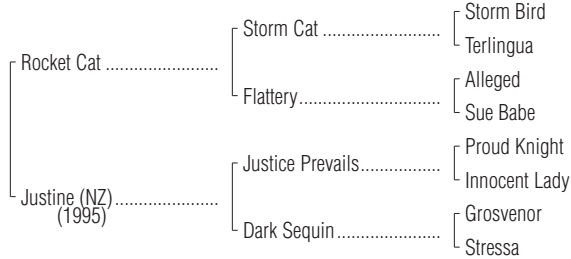 Storm Bird
Storm Cat ........................
Terlingua
Rocket Cat .......................
Alleged
Flattery.............................
Sue Babe
Proud Knight
Justice Prevails................
Innocent Lady
Justine (NZ).....................
(1995)
Grosvenor
Dark Sequin.....................
Stressa